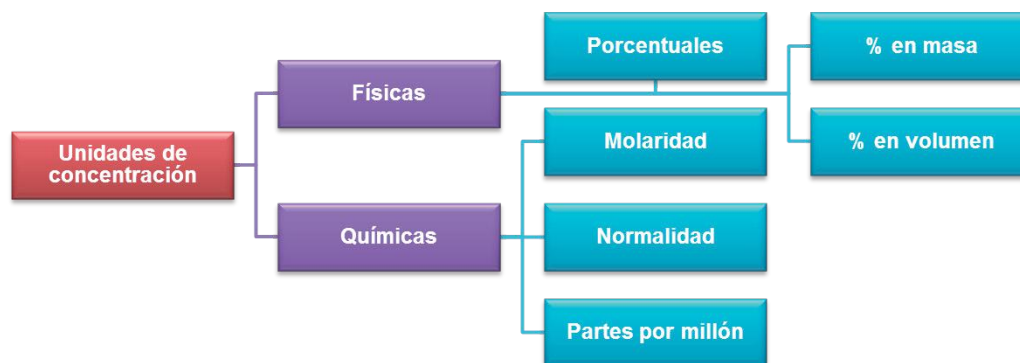 Unidades de
concentración
Físicas
Porcentuales
% en masa
% en volumen
Químicas
Molaridad
Normalidad
Partes por millón